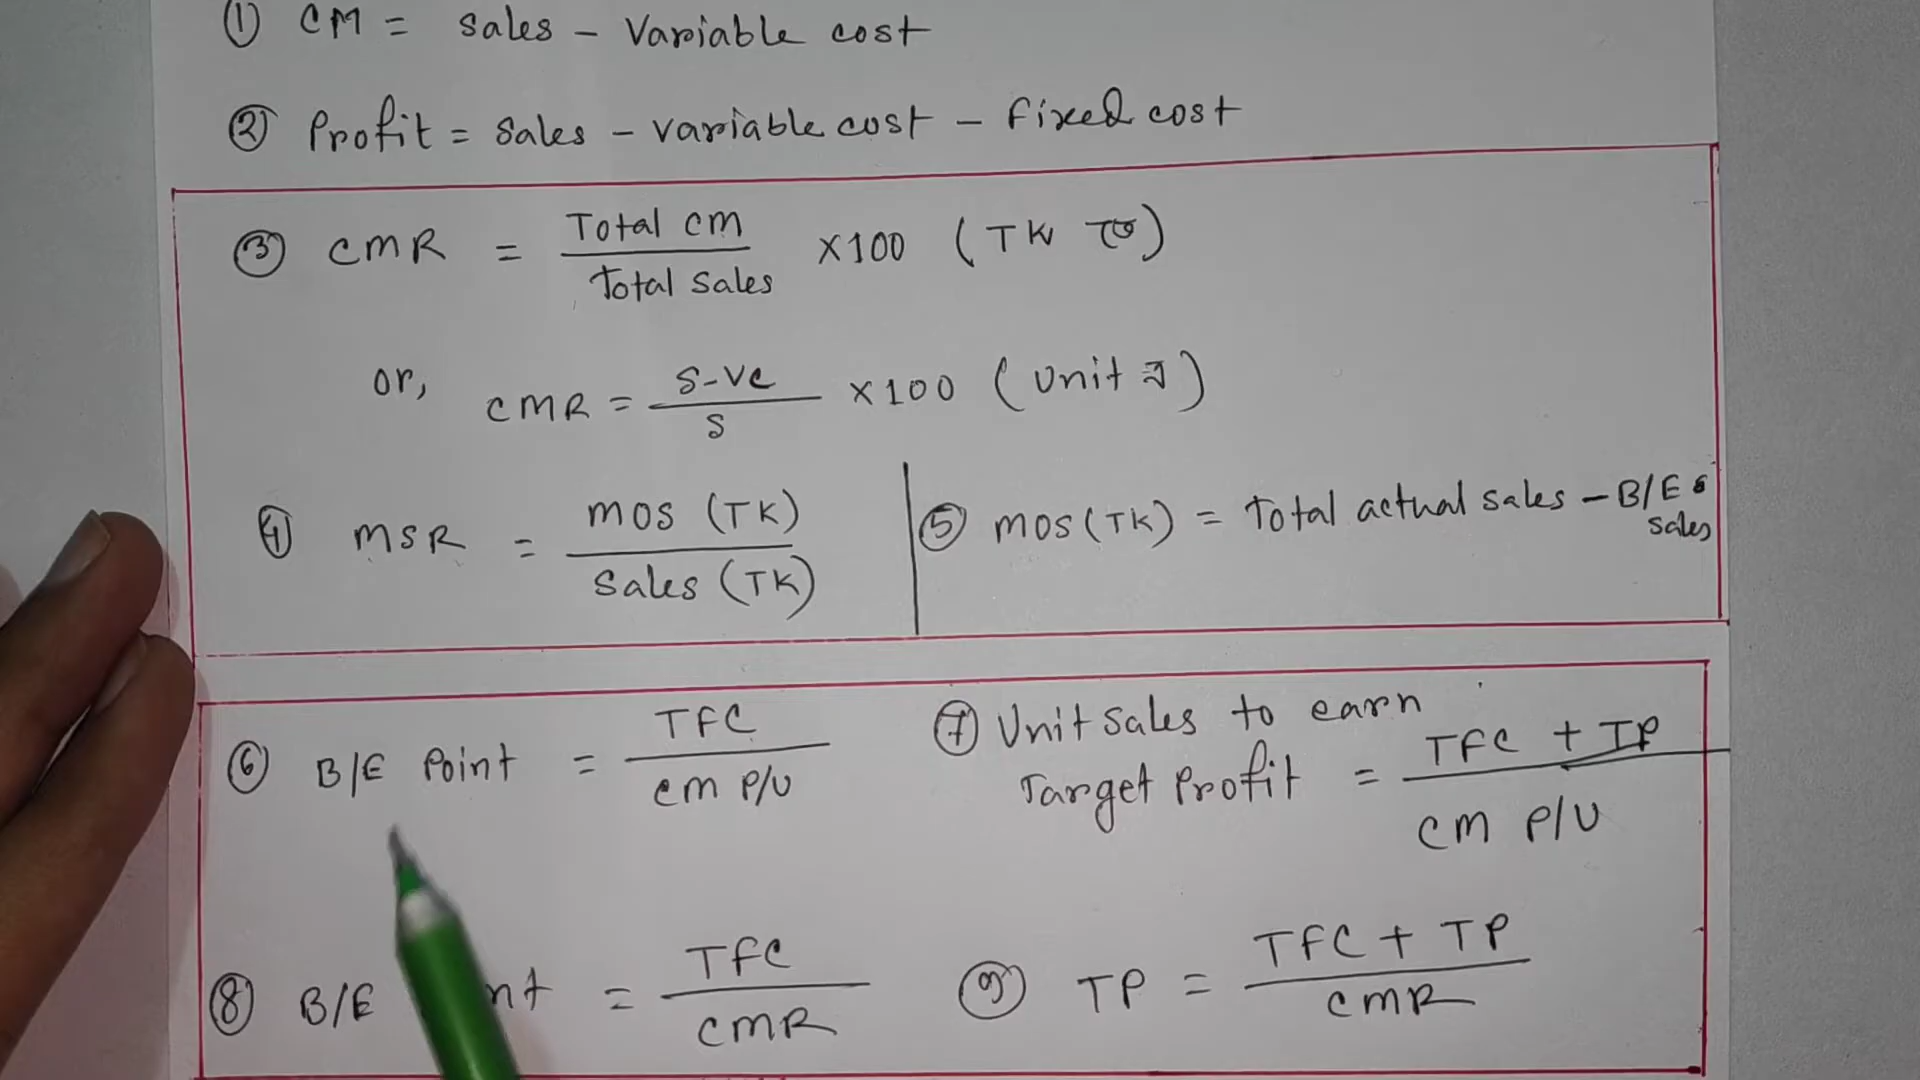 ① CM = Sales - Variable cost
② Profit = Sales - Variable cost - Fixed cost
③ CMR = Total CM / Total Sales ×100 (TK তে)
or, CMR = S-VC / S ×100 (Unit এ)
④ MSR = MOS (TK) / Sales (TK)
⑤ MOS (TK) = Total actual sales - B/E Sales
⑥ B/E Point = TFC / CM P/U
⑦ Unit Sales to earn
Target Profit = TFC + TP / CM P/U
⑧ B/E nt = TFC / CMR
⑨ TP = TFC + TP / CMR